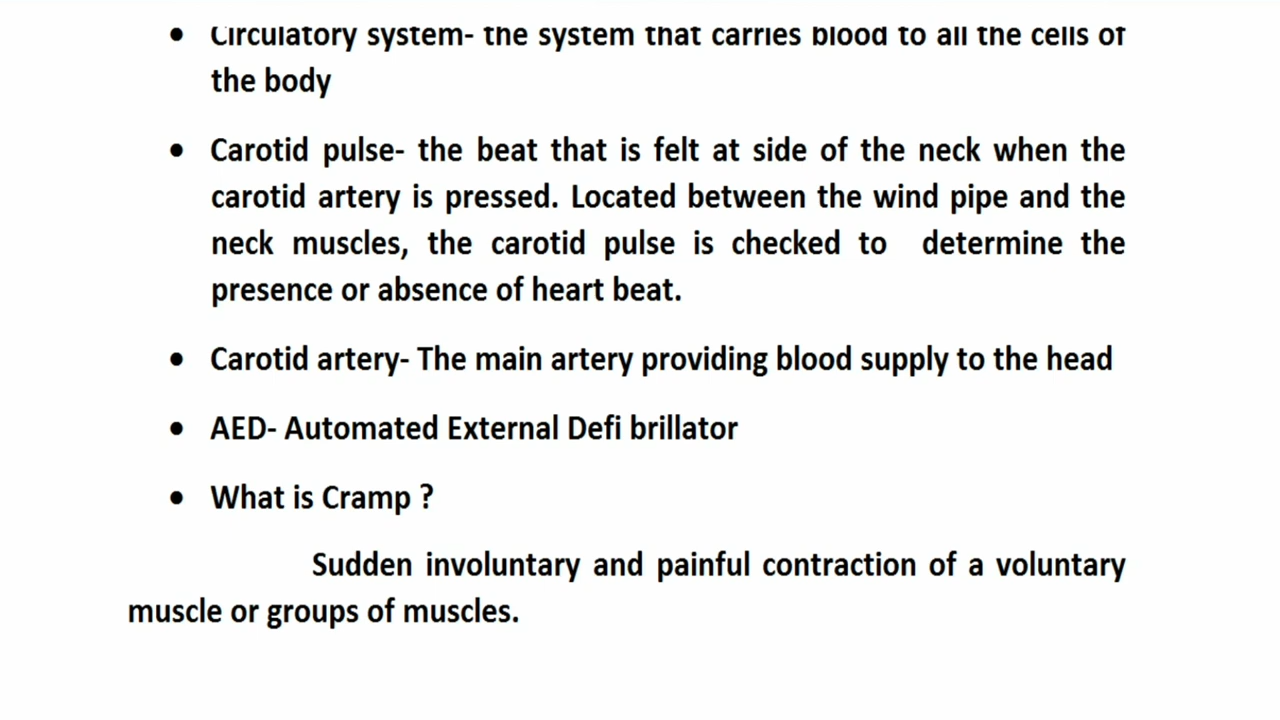 • Circulatory system- the system that carries blood to all the cells of
the body
• Carotid pulse- the beat that is felt at side of the neck when the
carotid artery is pressed. Located between the wind pipe and the
neck muscles, the carotid pulse is checked to determine the
presence or absence of heart beat.
• Carotid artery- The main artery providing blood supply to the head
• AED- Automated External Defi brillator
• What is Cramp ?
Sudden involuntary and painful contraction of a voluntary
muscle or groups of muscles.